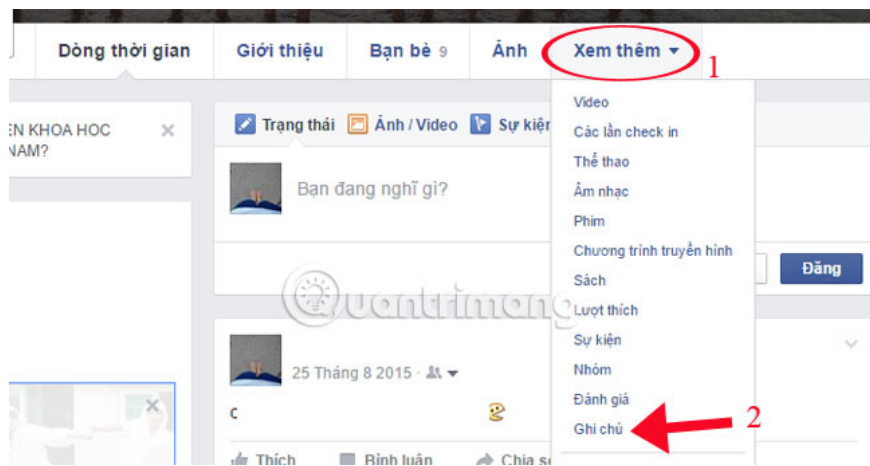 Dòng thời gian
Giới thiệu
Bạn bè 9
Ảnh
Xem thêm
1
KHOA HOC
NAM?
Trạng thái
Ảnh / Video
Sự kiện
Bạn đang nghĩ gì?
Video
Các lần check in
Thể thao
Âm nhạc
Phim
Chương trình truyền hình
Sách
Lượt thích
Sự kiện
Nhóm
Đánh giá
Ghi chú
2
Đăng
Quantrimang
25 Tháng 8 2015
c
Thích
Bình luận
Chia sẻ